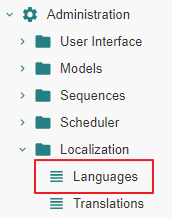 Administration
User Interface
Models
Sequences
Scheduler
Localization
Languages
Translations